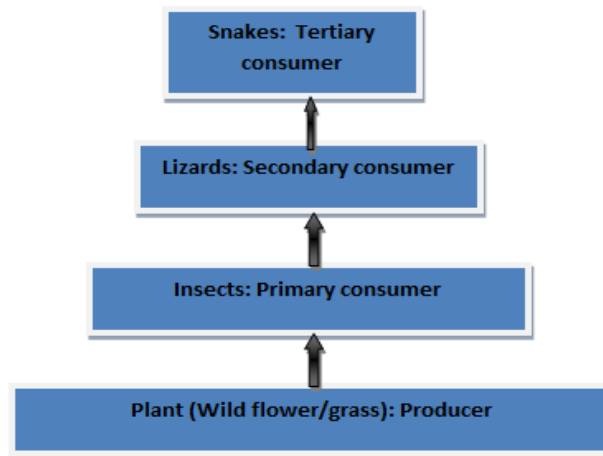 Snakes: Tertiary
consumer
Lizards: Secondary consumer
Insects: Primary consumer
Plant (Wild flower/grass): Producer